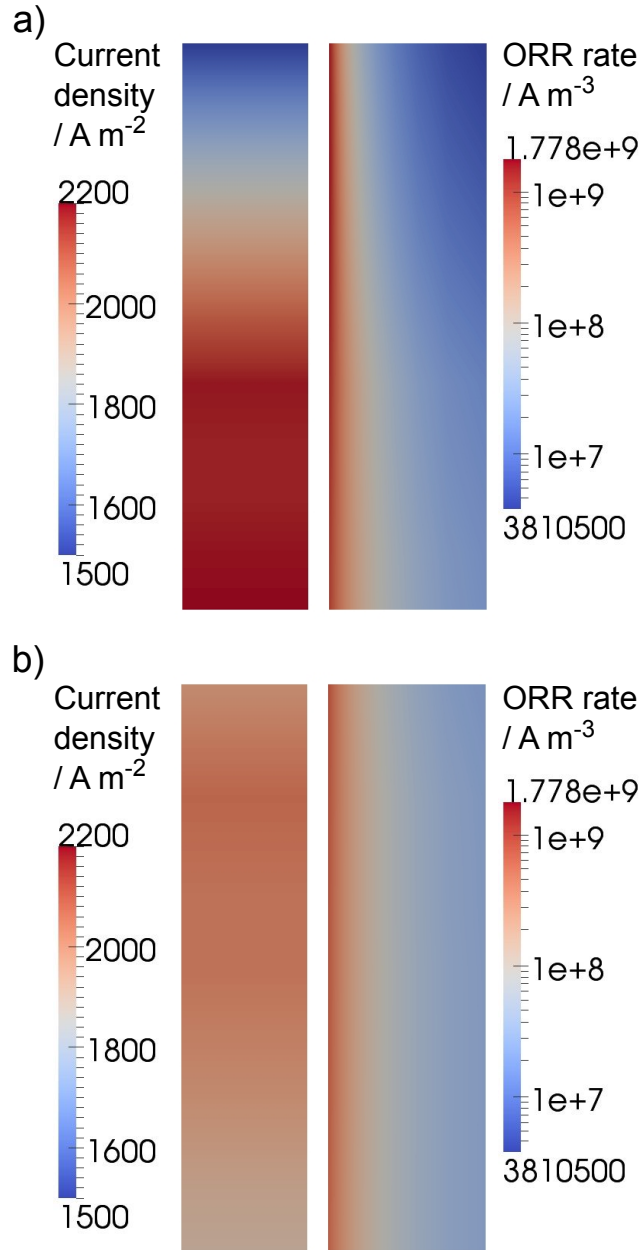 a)
Current
density
/ A m⁻²
2200
2000
1800
1600
1500
ORR rate
/ A m⁻³
1.778e+9
1e+9
1e+8
1e+7
3810500
b)
Current
density
/ A m⁻²
2200
2000
1800
1600
1500
ORR rate
/ A m⁻³
1.778e+9
1e+9
1e+8
1e+7
3810500